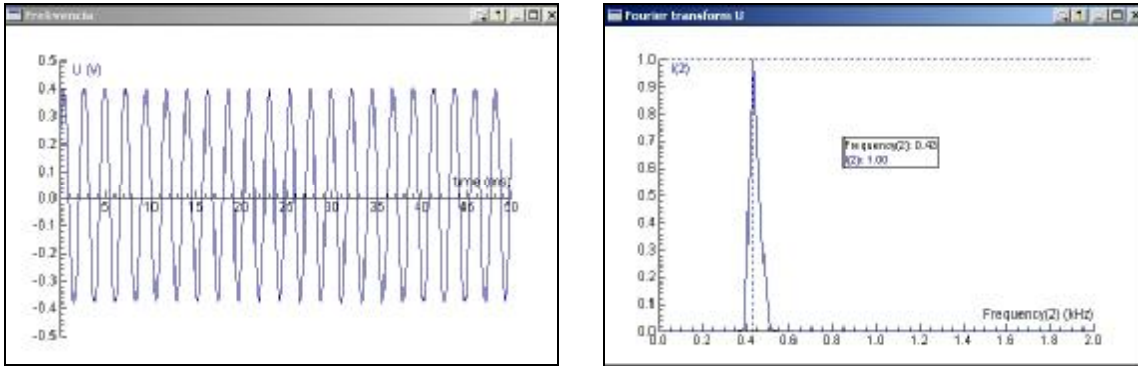 Frekvencia
0.5
U (V)
0.4
0.3
0.2
0.1
0.0
-0.1
-0.2
-0.3
-0.4
-0.5
time (ms)
5 10 15 20 25 30 35 40 45 50
Fourier transform U
1.0
I(2)
0.9
0.8
0.7
0.6
0.5
0.4
0.3
0.2
0.1
0.0
Frequency(2): 0.43
I(2): 1.00
Frequency(2) (kHz)
0.0 0.2 0.4 0.6 0.8 1.0 1.2 1.4 1.6 1.8 2.0